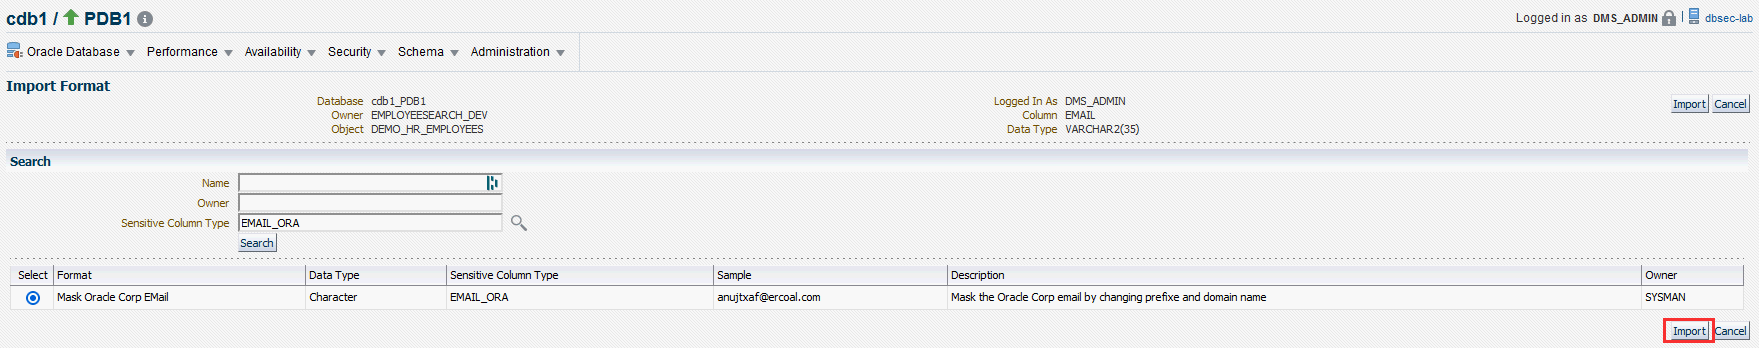 cdb1 / PDB1
Logged in as DMS_ADMIN | dbsec-lab
Oracle Database Performance Availability Security Schema Administration
Import Format
Database cdb1_PDB1 Logged In As DMS_ADMIN Import Cancel
Owner EMPLOYEESEARCH_DEV Column EMAIL
Object DEMO_HR_EMPLOYEES Data Type VARCHAR2(35)
Search
Name
Owner
Sensitive Column Type EMAIL_ORA
Search
Select Format Data Type Sensitive Column Type Sample Description Owner
Mask Oracle Corp EMail Character EMAIL_ORA anujtxaf@ercoal.com Mask the Oracle Corp email by changing prefixe and domain name SYSMAN
Import Cancel